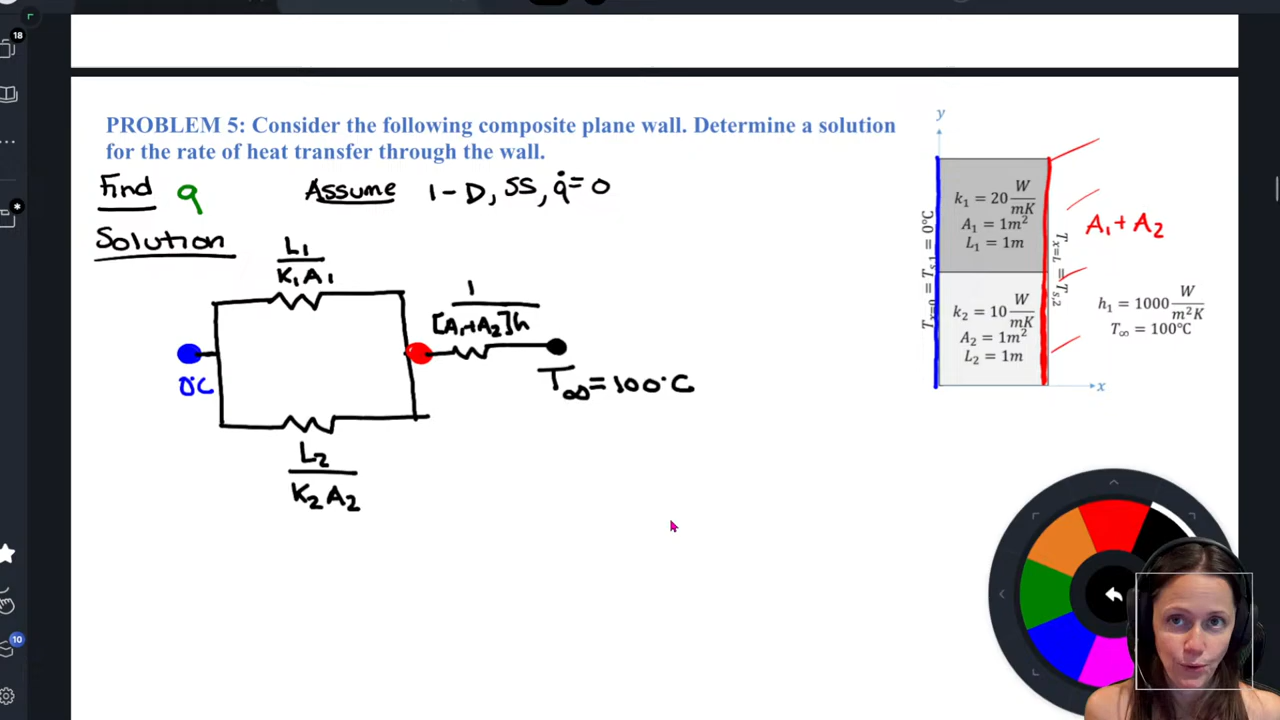 18
10
PROBLEM 5: Consider the following composite plane wall. Determine a solution
for the rate of heat transfer through the wall.
Find q
Assume 1-D, SS, q̇=0
Solution
L₁
K₁A₁
1
[A₁+A₂]h
0°C
T∞=100°C
L₂
K₂A₂
y
k₁ = 20 W/mK
A₁ = 1m²
L₁ = 1m
k₂ = 10 W/mK
A₂ = 1m²
L₂ = 1m
Tₓ₌₀ = Tₛ,₁ = 0°C
Tₓ₌L = Tₛ,₂
A₁+A₂
h₁ = 1000 W/m²K
T∞ = 100°C
x